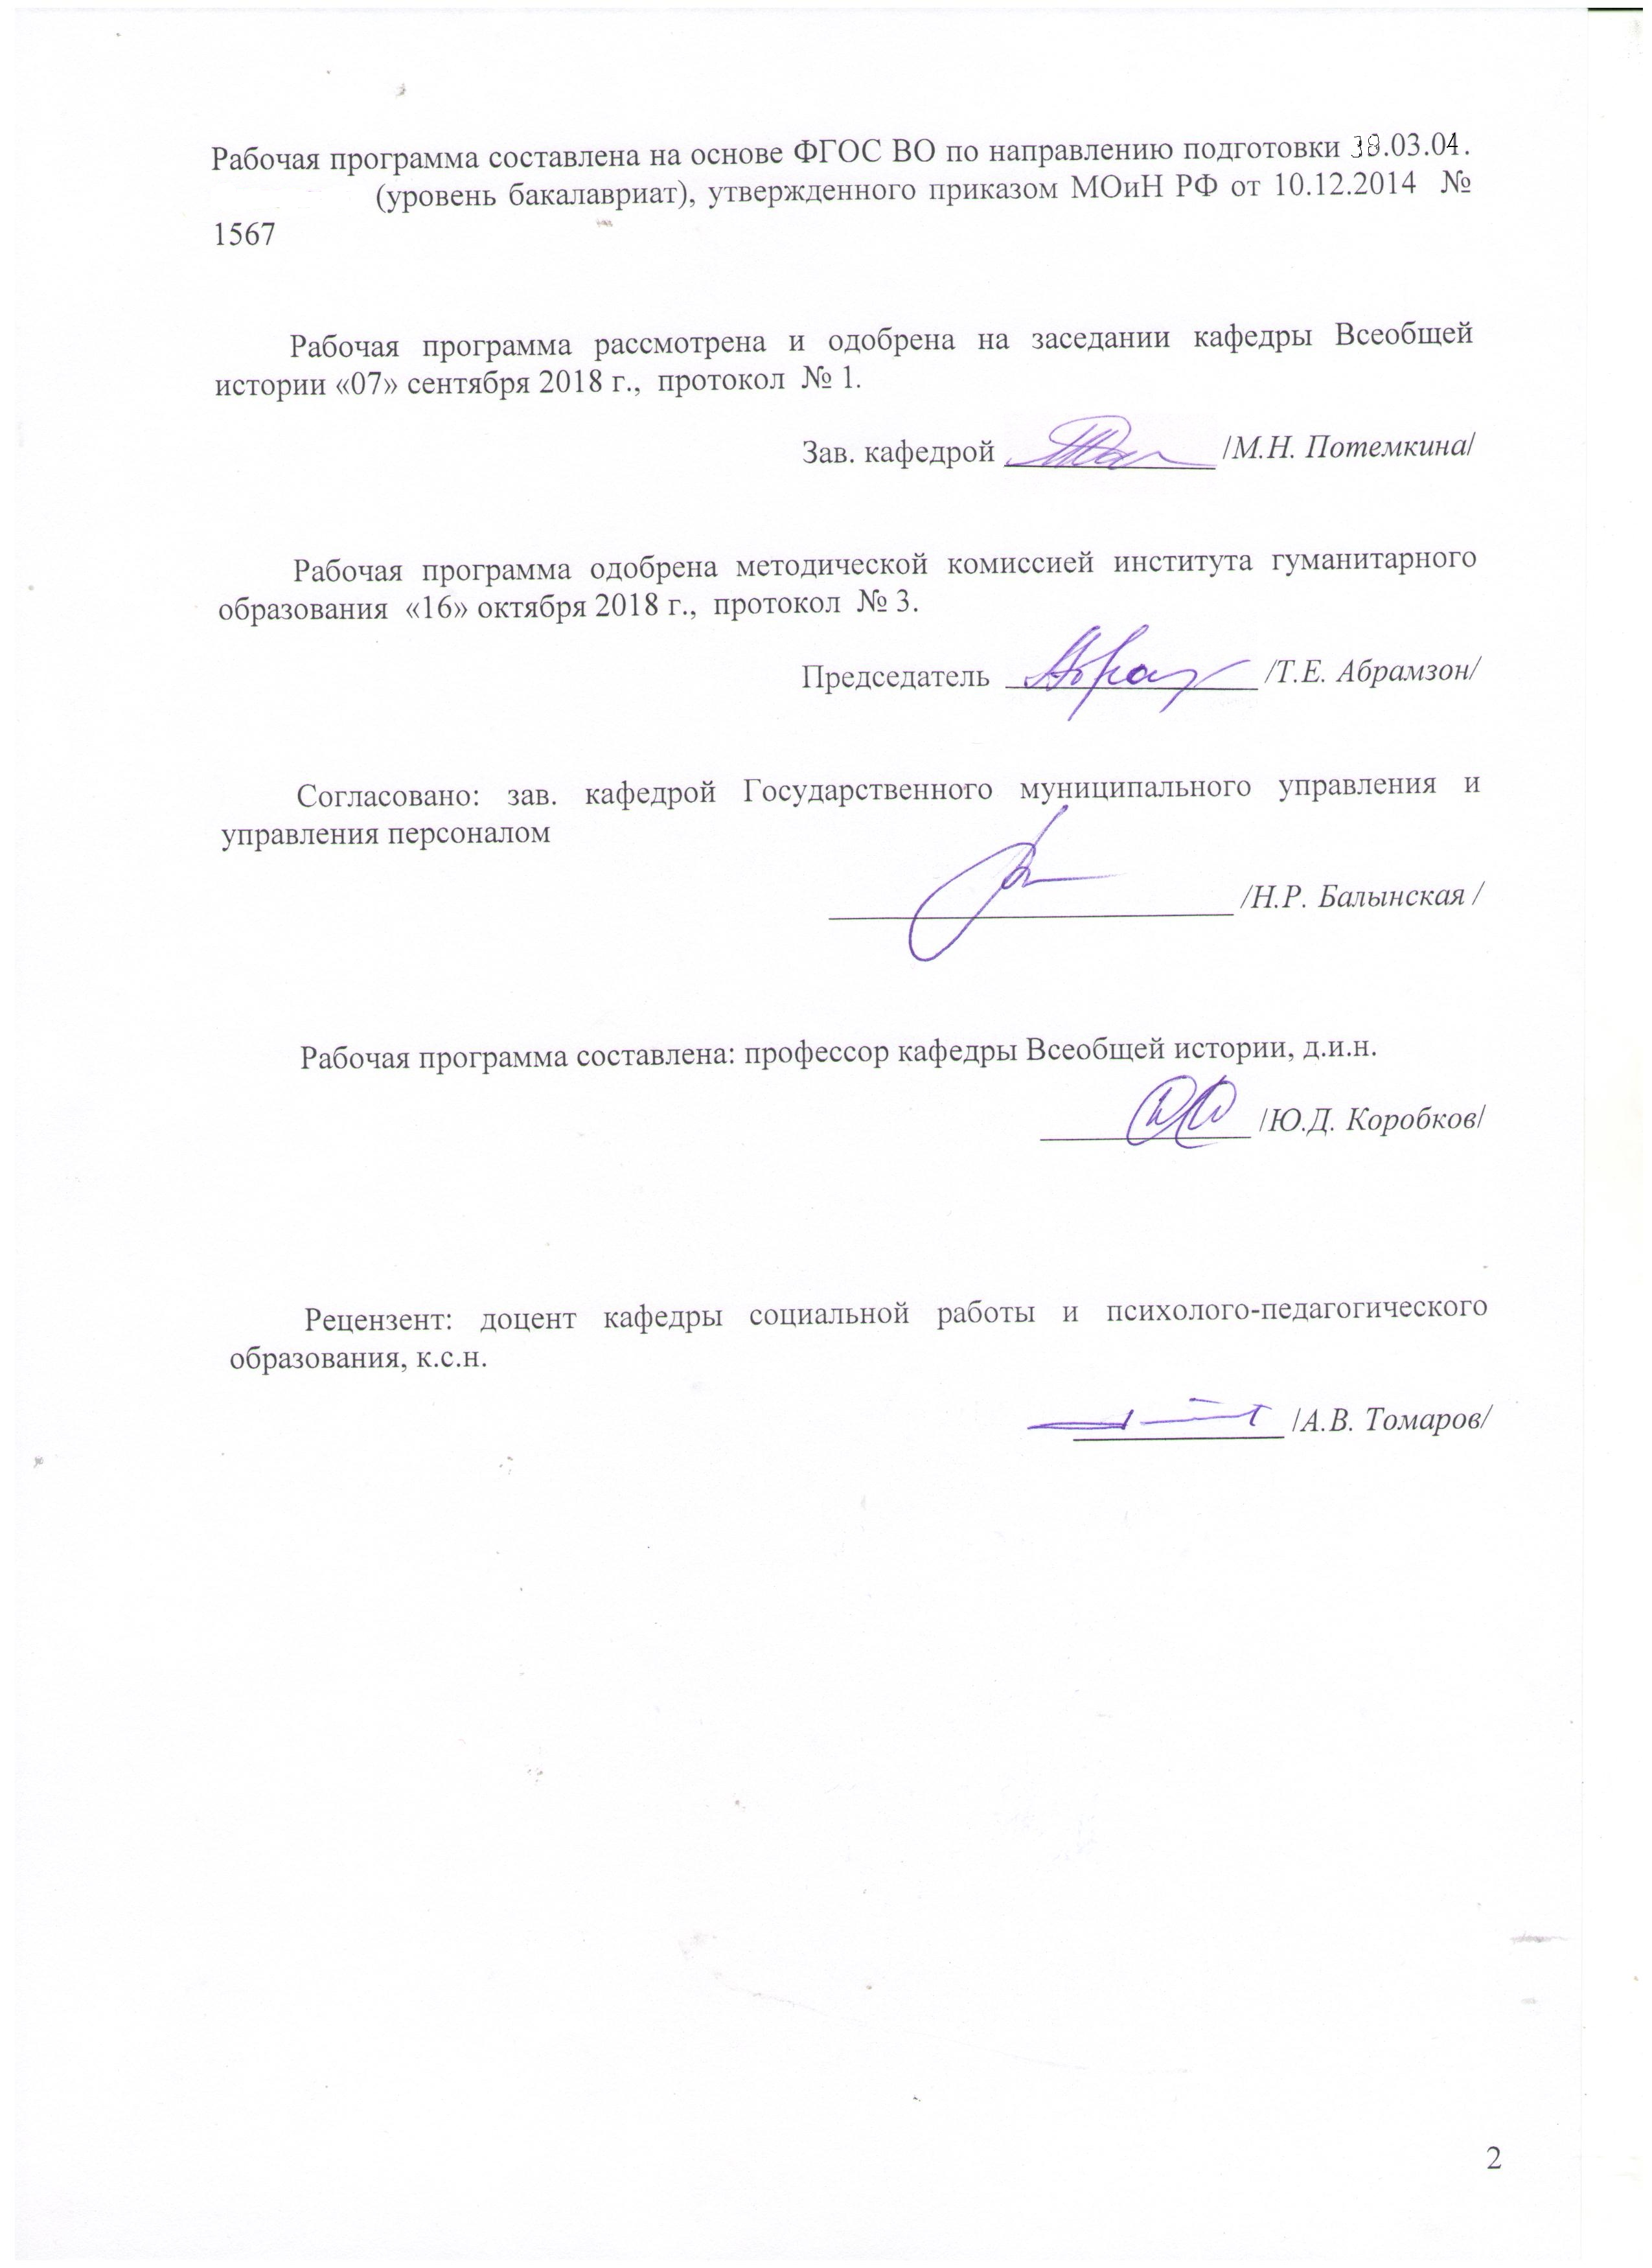 Рабочая программа составлена на основе ФГОС ВО по направлению подготовки 38.03.04.
(уровень бакалавриат), утвержденного приказом МОиН РФ от 10.12.2014 №
1567
Рабочая программа рассмотрена и одобрена на заседании кафедры Всеобщей
истории «07» сентября 2018 г., протокол № 1.
Зав. кафедрой /М.Н. Потемкина/
Рабочая программа одобрена методической комиссией института гуманитарного
образования «16» октября 2018 г., протокол № 3.
Председатель /Т.Е. Абрамзон/
Согласовано: зав. кафедрой Государственного муниципального управления и
управления персоналом
/Н.Р. Балынская /
Рабочая программа составлена: профессор кафедры Всеобщей истории, д.и.н.
/Ю.Д. Коробков/
Рецензент: доцент кафедры социальной работы и психолого-педагогического
образования, к.с.н.
/А.В. Томаров/
2